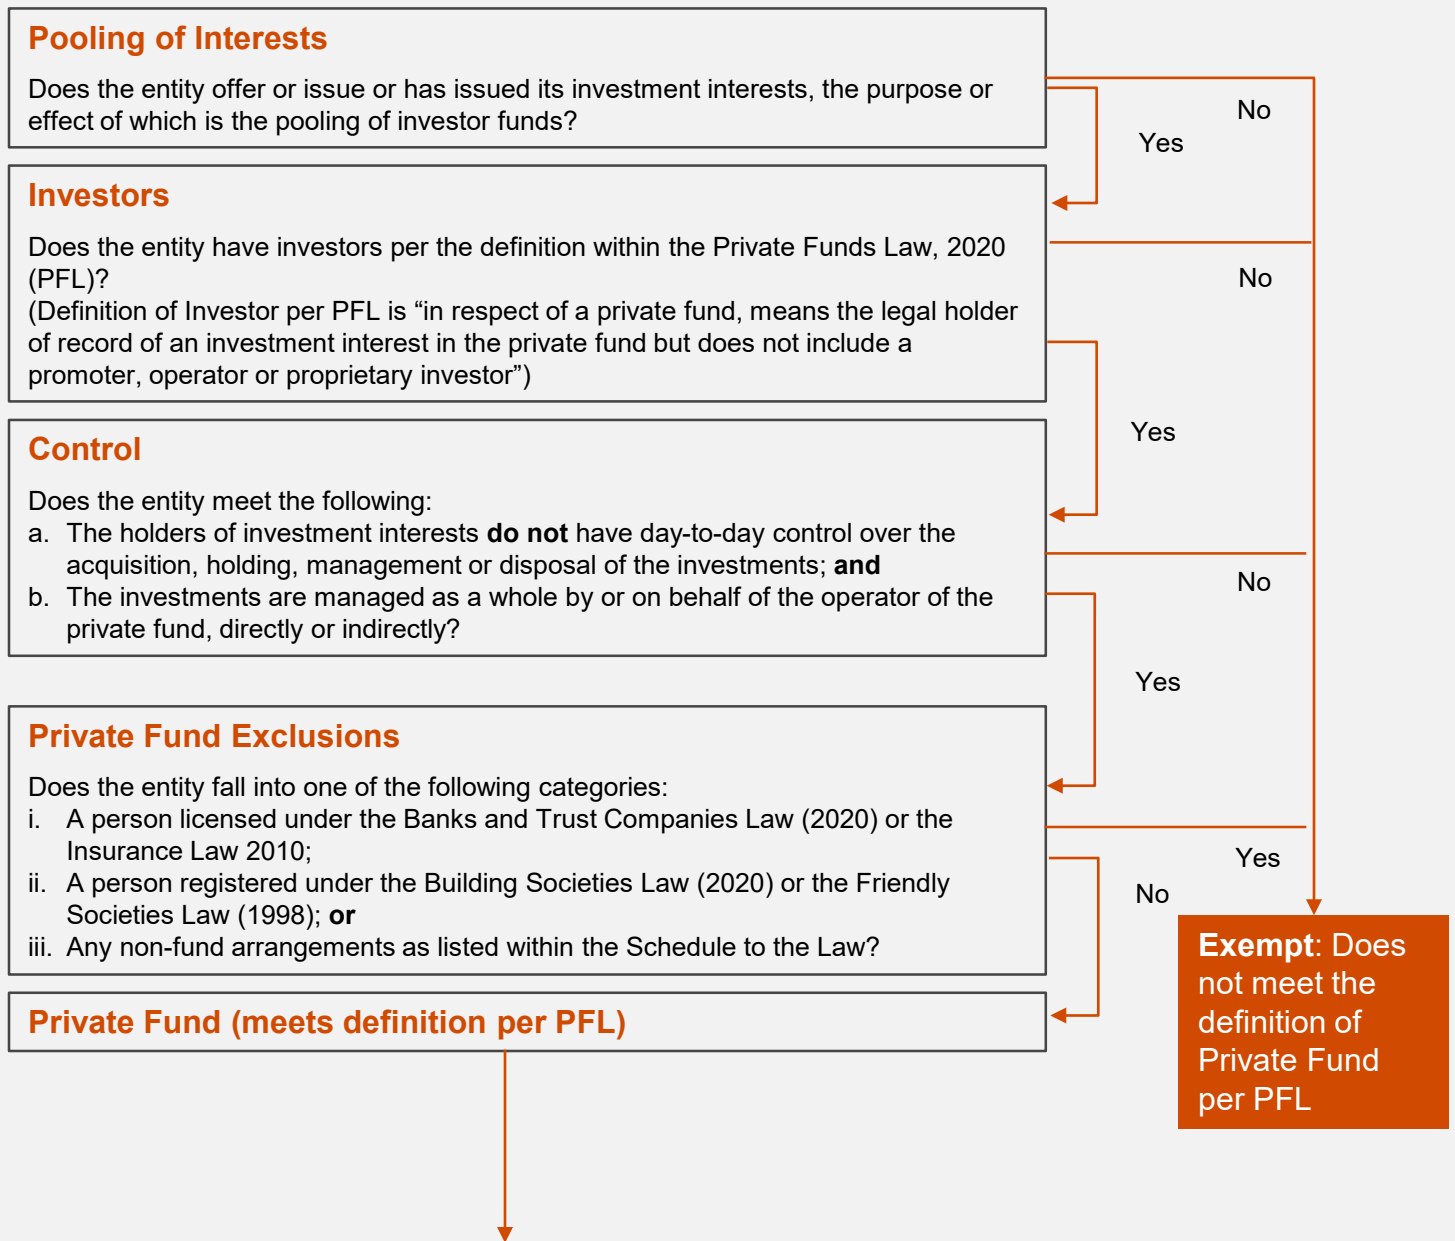 Pooling of Interests
Does the entity offer or issue or has issued its investment interests, the purpose or
effect of which is the pooling of investor funds?
No
Yes
Investors
Does the entity have investors per the definition within the Private Funds Law, 2020
(PFL)?
(Definition of Investor per PFL is “in respect of a private fund, means the legal holder
of record of an investment interest in the private fund but does not include a
promoter, operator or proprietary investor”)
No
Yes
Control
Does the entity meet the following:
a. The holders of investment interests do not have day-to-day control over the
acquisition, holding, management or disposal of the investments; and
b. The investments are managed as a whole by or on behalf of the operator of the
private fund, directly or indirectly?
No
Yes
Private Fund Exclusions
Does the entity fall into one of the following categories:
i. A person licensed under the Banks and Trust Companies Law (2020) or the
Insurance Law 2010;
ii. A person registered under the Building Societies Law (2020) or the Friendly
Societies Law (1998); or
iii. Any non-fund arrangements as listed within the Schedule to the Law?
Yes
No
Private Fund (meets definition per PFL)
Exempt: Does
not meet the
definition of
Private Fund
per PFL